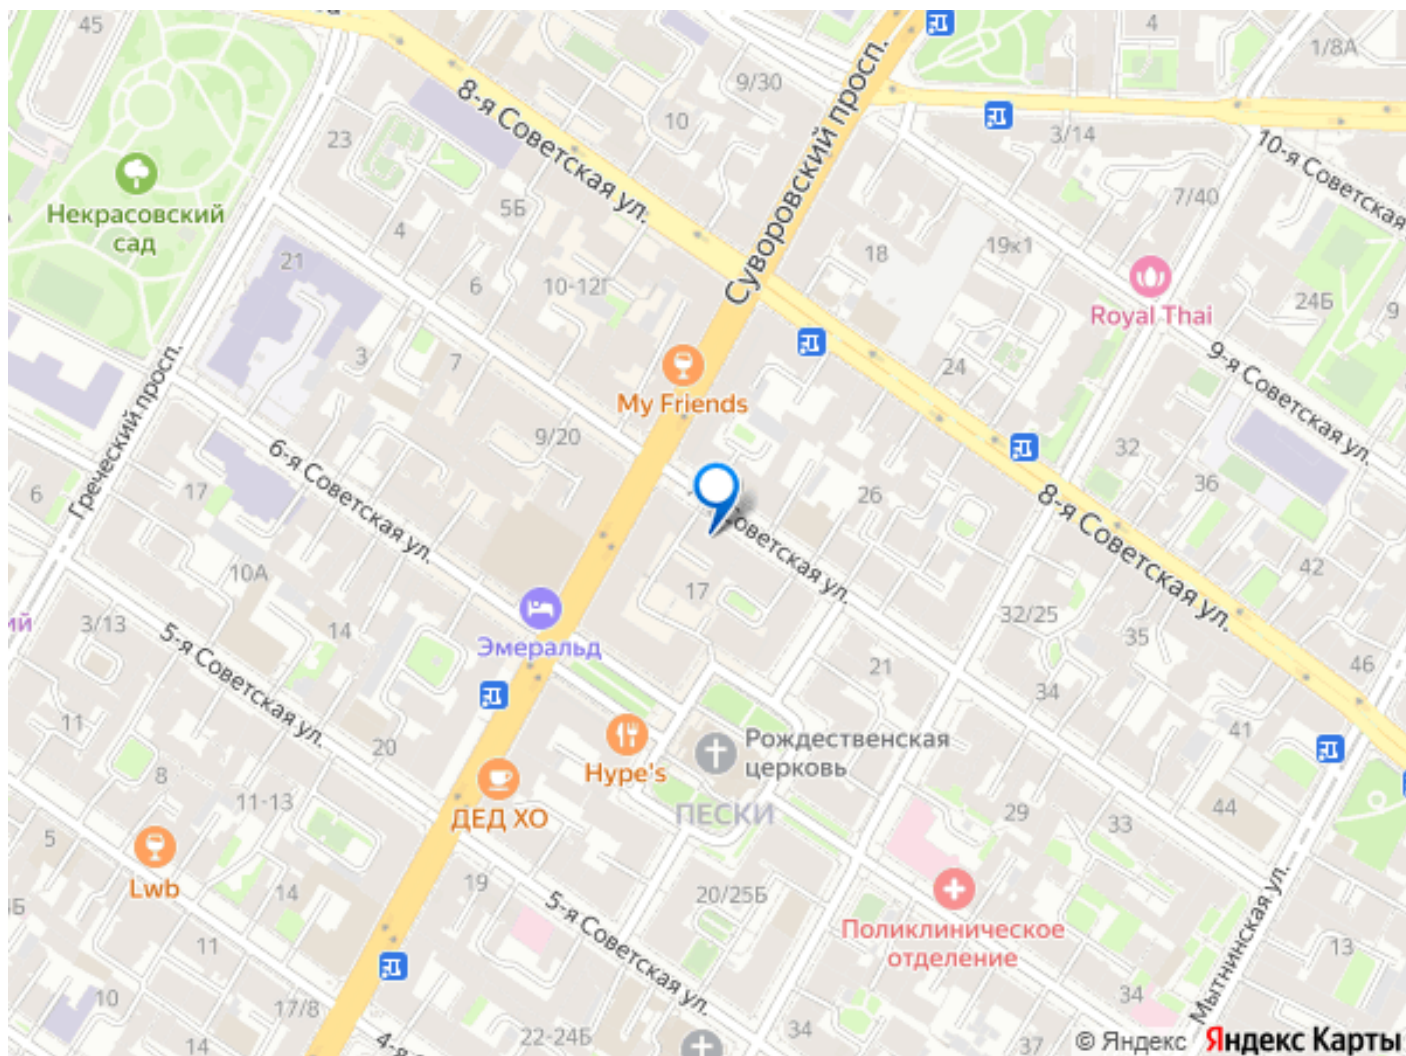 45
9/30
4
1/8А
8-я Советская ул.
10
Суворовский просп.
3/14
10-я Советская
23
Некрасовский
сад
5Б
7/40
4
18
19к1
21
6
10-12Г
Royal Thai
24Б
9
3
7
My Friends
24
9-я Советская ул.
Греческий просп.
6-я Советская ул.
9/20
32
6
17
26
36
8-я Советская ул.
Советская ул.
10А
17
42
ий
3/13
14
Эмеральд
32/25
35
5-я Советская ул.
21
46
34
11
20
Hype's
Рождественская
церковь
41
8
11-13
ДЕД ХО
ПЕСКИ
29
33
44
5
Lwb
14
19
20/25Б
5-я Советская ул.
Поликлиническое
отделение
Мытнинская ул.
5Б
11
13
10
17/8
22-24Б
34
34
14
4-я Советская
37
© Яндекс Яндекс Карты